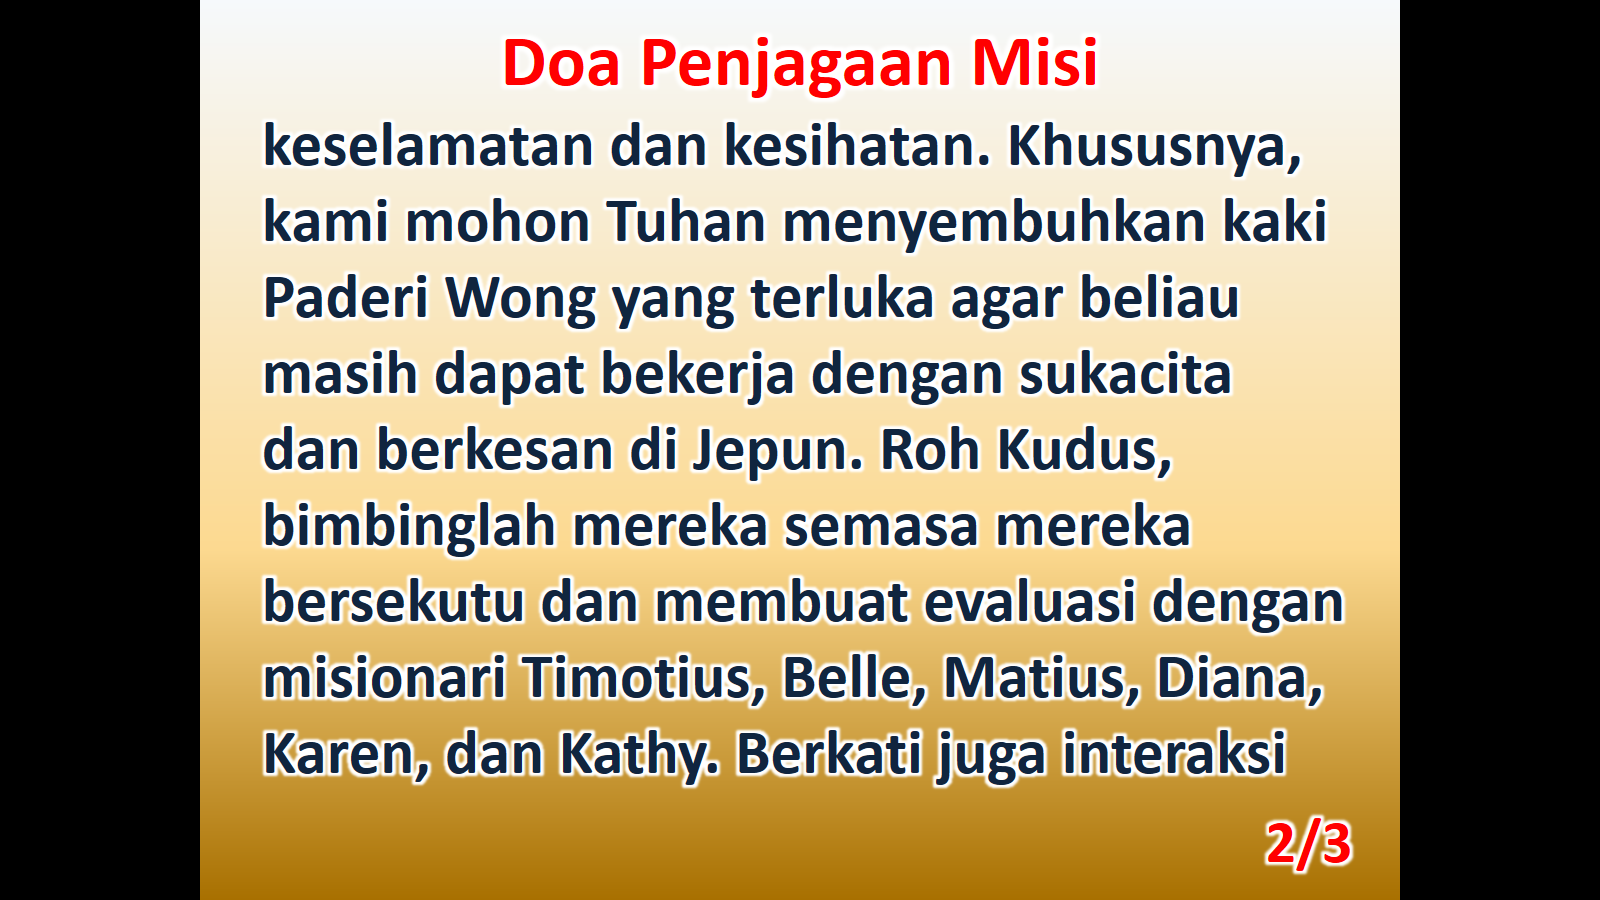 Doa Penjagaan Misi
keselamatan dan kesihatan. Khususnya,
kami mohon Tuhan menyembuhkan kaki
Paderi Wong yang terluka agar beliau
masih dapat bekerja dengan sukacita
dan berkesan di Jepun. Roh Kudus,
bimbinglah mereka semasa mereka
bersekutu dan membuat evaluasi dengan
misionari Timotius, Belle, Matius, Diana,
Karen, dan Kathy. Berkati juga interaksi
2/3